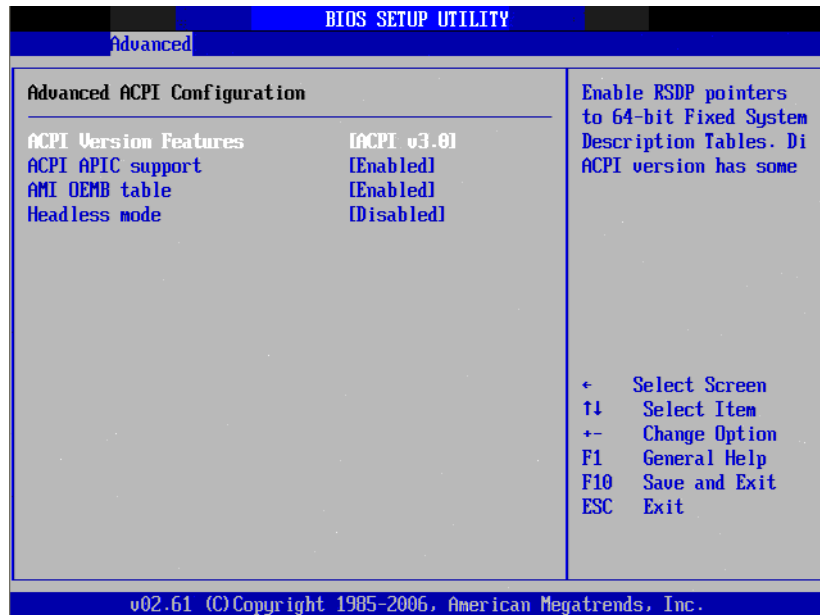 BIOS SETUP UTILITY
Advanced
Advanced ACPI Configuration
ACPI Version Features [ACPI v3.0]
ACPI APIC support [Enabled]
AMI OEMB table [Enabled]
Headless mode [Disabled]
Enable RSDP pointers
to 64-bit Fixed System
Description Tables. Di
ACPI version has some
← Select Screen
↑↓ Select Item
+- Change Option
F1 General Help
F10 Save and Exit
ESC Exit
v02.61 (C)Copyright 1985-2006, American Megatrends, Inc.